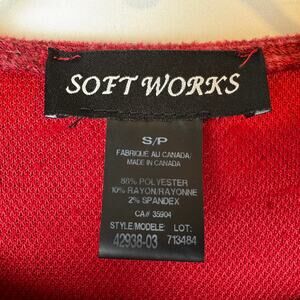 SOFT WORKS
S/P
FABRIQUE AU CANADA/
MADE IN CANADA
88% POLYESTER
10% RAYON/RAYONNE
2% SPANDEX
CA# 35904
STYLE/MODELE: LOT:
42938-03 713484